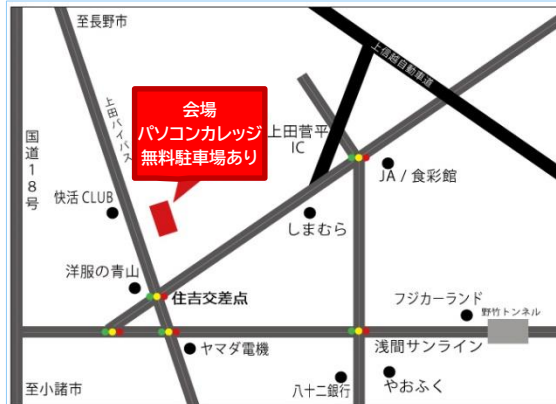 至長野市
上信越自動車道
上田バイパス
会場
パソコンカレッジ
無料駐車場あり
上田菅平
IC
国道18号
JA / 食彩館
快活 CLUB
しまむら
洋服の青山
住吉交差点
フジカーランド
野竹トンネル
ヤマダ電機
浅間サンライン
至小諸市
八十二銀行
やおふく